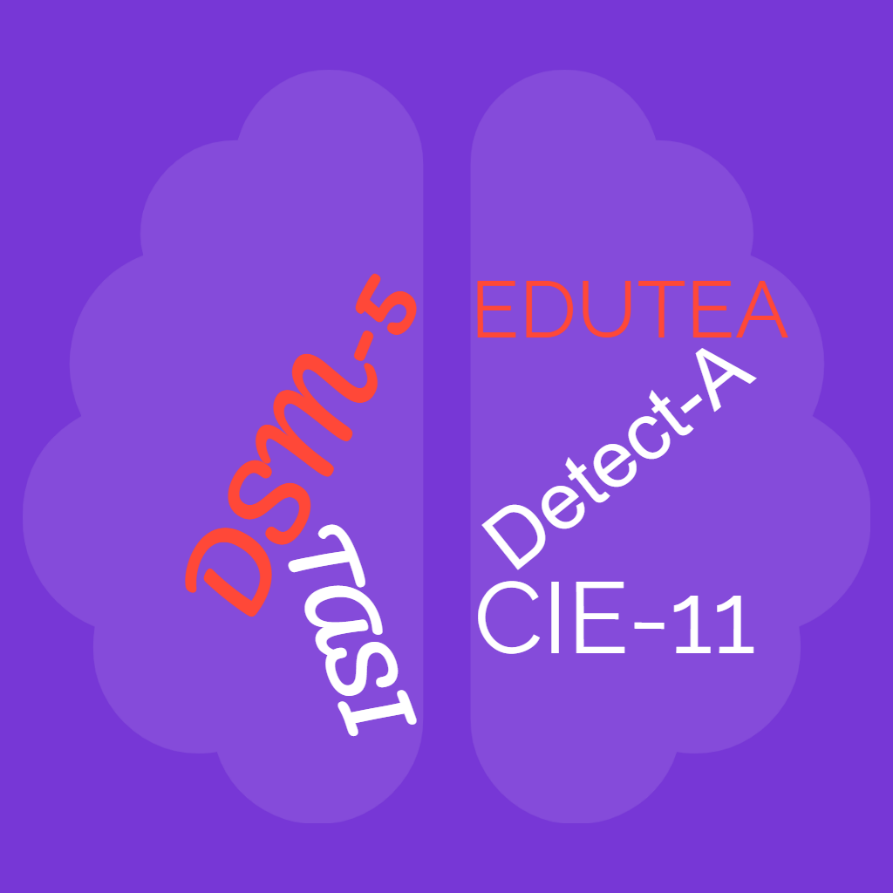 DSM-5
TASI
EDUTEA
Detect-A
CIE-11